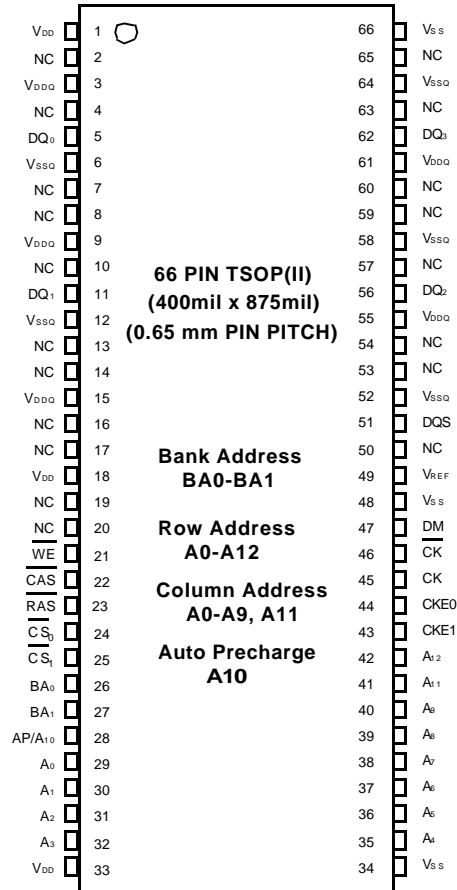 VDD 1 66 VSS
NC 2 65 NC
VDDQ 3 64 VSSQ
NC 4 63 NC
DQ0 5 62 DQ3
VSSQ 6 61 VDDQ
NC 7 60 NC
NC 8 59 NC
VDDQ 9 58 VSSQ
NC 10 57 NC
DQ1 11 56 DQ2
VSSQ 12 55 VDDQ
NC 13 54 NC
NC 14 53 NC
VDDQ 15 52 VSSQ
NC 16 51 DQS
NC 17 50 NC
VDD 18 49 VREF
NC 19 48 VSS
NC 20 47 DM
WE 21 46 CK
CAS 22 45 CK
RAS 23 44 CKE0
CS0 24 43 CKE1
CS1 25 42 A12
BA0 26 41 A11
BA1 27 40 A9
AP/A10 28 39 A8
A0 29 38 A7
A1 30 37 A6
A2 31 36 A5
A3 32 35 A4
VDD 33 34 VSS
66 PIN TSOP(II)
(400mil x 875mil)
(0.65 mm PIN PITCH)
Bank Address
BA0-BA1
Row Address
A0-A12
Column Address
A0-A9, A11
Auto Precharge
A10